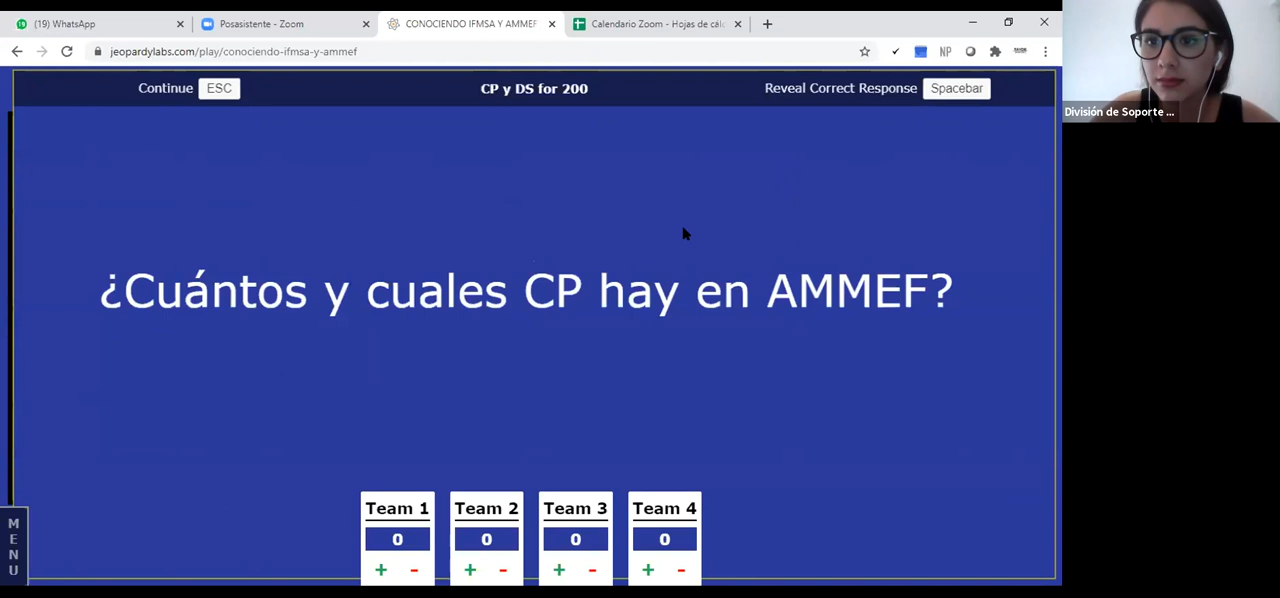 (19) WhatsApp
Posasistente - Zoom
CONOCIENDO IFMSA Y AMMEF
Calendario Zoom - Hojas de cálc
jeopardylabs.com/play/conociendo-ifmsa-y-ammef
NP
Continue ESC
CP y DS for 200
Reveal Correct Response Spacebar
División de Soporte ...
¿Cuántos y cuales CP hay en AMMEF?
MENU
Team 1 Team 2 Team 3 Team 4
0 0 0 0
+ - + - + - + -